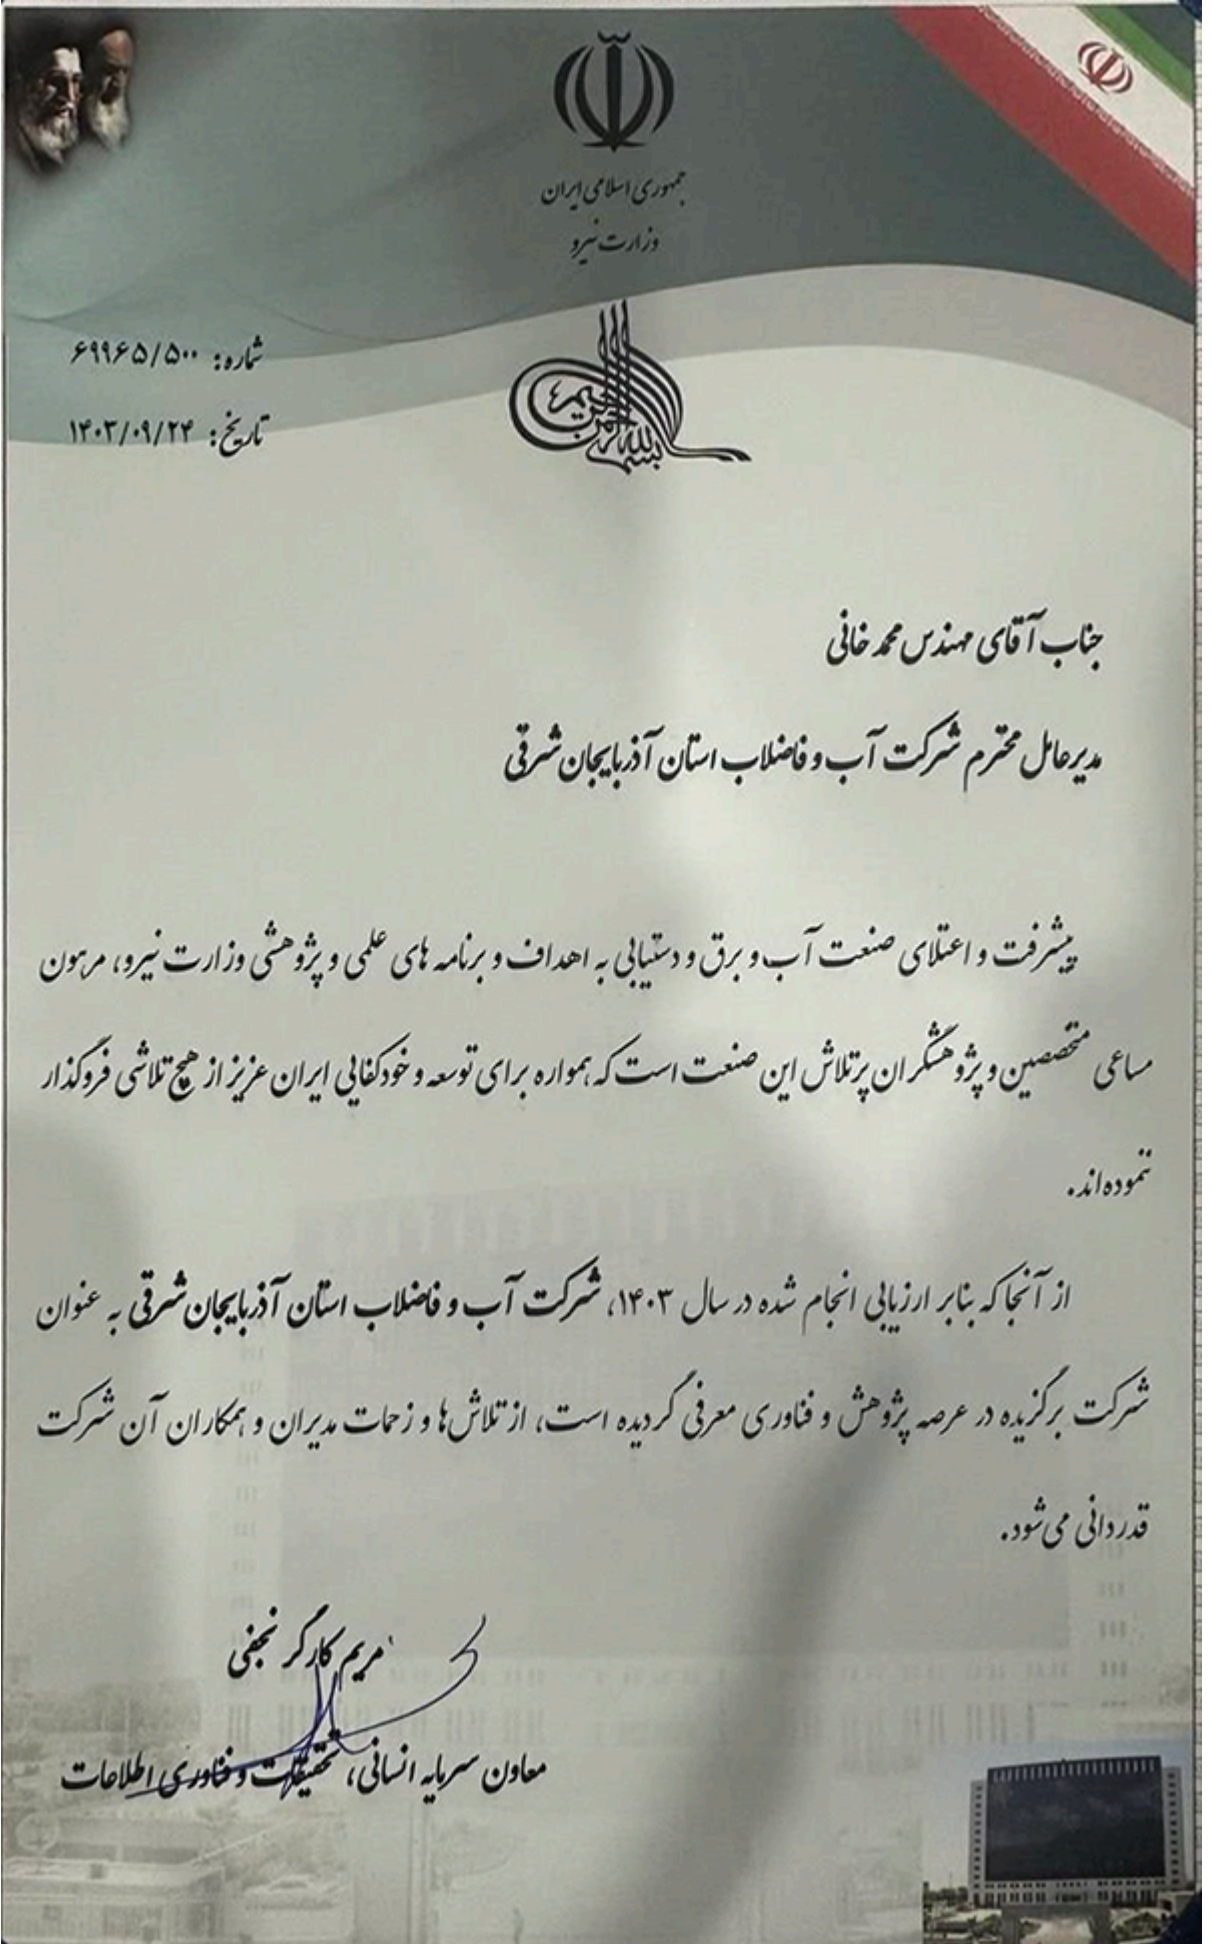 جمهوری اسلامی ایران
وزارت نیرو
بسم الله الرحمن الرحیم
شماره: ۶۹۹۶۵/۵۰۰
تاریخ: ۱۴۰۳/۰۹/۲۴
جناب آقای مهندس محمد خانی
مدیرعامل محترم شرکت آب و فاضلاب استان آذربایجان شرقی
پیشرفت و اعتلای صنعت آب و برق و دستیابی به اهداف و برنامه های علمی و پژوهشی وزارت نیرو، مرهون
مساعی متخصصین و پژوهشگران پرتلاش این صنعت است که همواره برای توسعه و خودکفایی ایران عزیز از هیچ تلاشی فروگذار
ننموده‌اند.
از آنجا که بنابر ارزیابی انجام شده در سال ۱۴۰۳، شرکت آب و فاضلاب استان آذربایجان شرقی به عنوان
شرکت برگزیده در عرصه پژوهش و فناوری معرفی گردیده است، از تلاش‌ها و زحمات مدیران و همکاران آن شرکت
قدردانی می‌شود.
مریم کارگر نجفی
معاون سرمایه انسانی، تحقیقات و فناوری اطلاعات